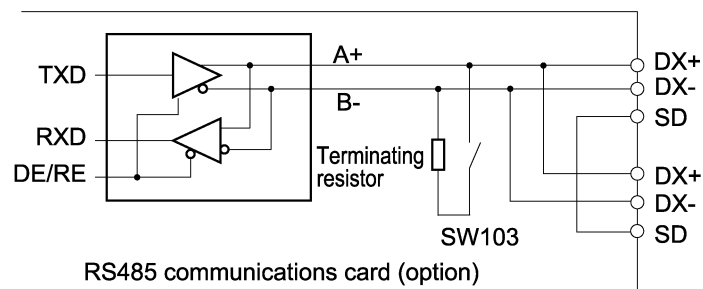 A+
TXD
DX+
DX-
B-
SD
RXD
Terminating
resistor
DE/RE
DX+
DX-
SW103
SD
RS485 communications card (option)